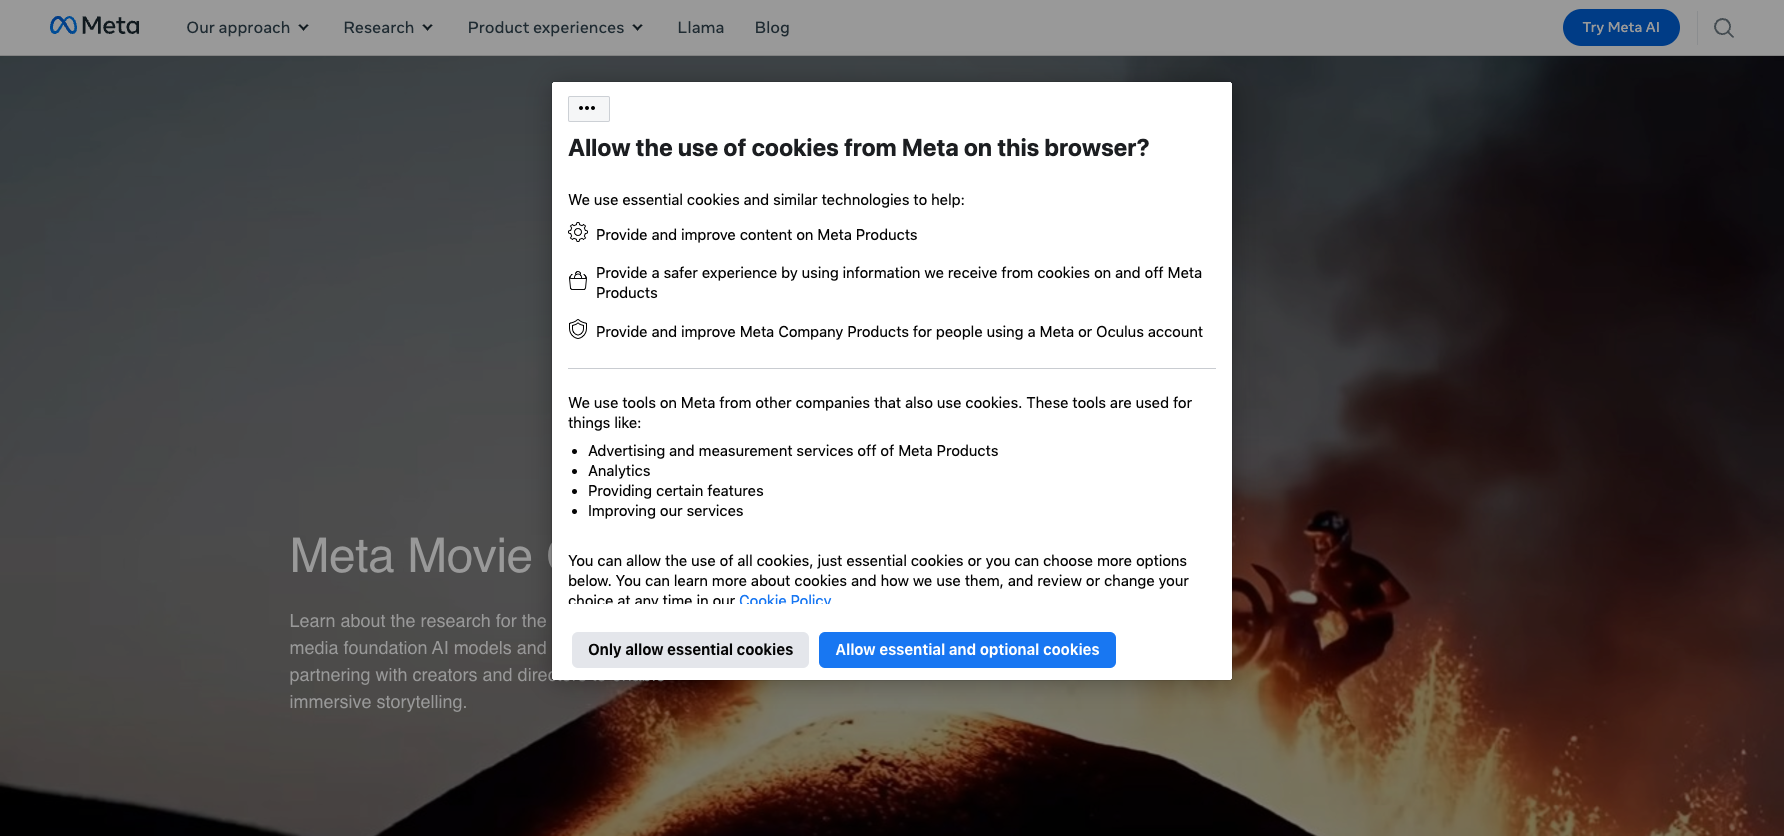 Meta
Our approach
Research
Product experiences
Llama
Blog
Try Meta AI
•••
Allow the use of cookies from Meta on this browser?
We use essential cookies and similar technologies to help:
Provide and improve content on Meta Products
Provide a safer experience by using information we receive from cookies on and off Meta
Products
Provide and improve Meta Company Products for people using a Meta or Oculus account
We use tools on Meta from other companies that also use cookies. These tools are used for
things like:
• Advertising and measurement services off of Meta Products
• Analytics
• Providing certain features
• Improving our services
You can allow the use of all cookies, just essential cookies or you can choose more options
below. You can learn more about cookies and how we use them, and review or change your
choice at any time in our Cookie Policy
Only allow essential cookies
Allow essential and optional cookies
Meta Movie
Learn about the research for the
media foundation AI models and
partnering with creators and directors to enable
immersive storytelling.